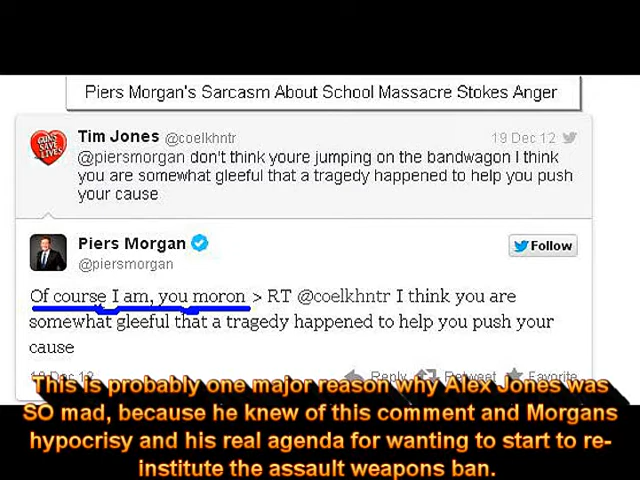 Piers Morgan's Sarcasm About School Massacre Stokes Anger
Tim Jones @coelkhntr 19 Dec 12
@piersmorgan don't think youre jumping on the bandwagon I think
you are somewhat gleeful that a tragedy happened to help you push
your cause
GUNS SAVE LIVES
Piers Morgan
@piersmorgan
Follow
Of course I am, you moron > RT @coelkhntr I think you are
somewhat gleeful that a tragedy happened to help you push your
cause
Dec 12 Reply Retweet Favorite
This is probably one major reason why Alex Jones was
SO mad, because he knew of this comment and Morgans
hypocrisy and his real agenda for wanting to start to re-
institute the assault weapons ban.